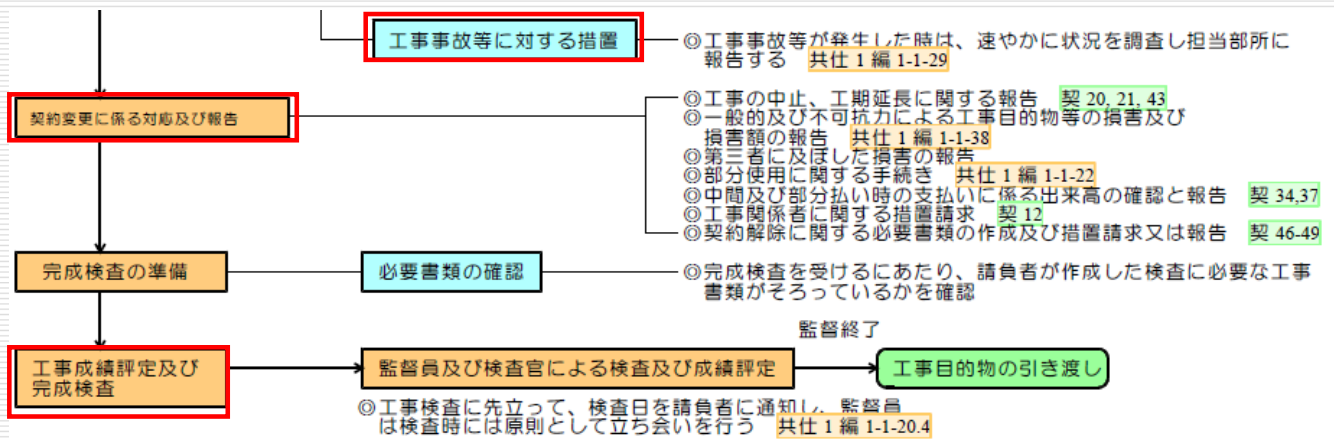 工事事故等に対する措置
◎工事事故等が発生した時は、速やかに状況を調査し担当部所に
報告する 共仕 1 編 1-1-29
契約変更に係る対応及び報告
◎工事の中止、工期延長に関する報告 契 20, 21, 43
◎一般的及び不可抗力による工事目的物等の損害及び
損害額の報告 共仕 1 編 1-1-38
◎第三者に及ぼした損害の報告
◎部分使用に関する手続き 共仕 1 編 1-1-22
◎中間及び部分払い時の支払いに係る出来高の確認と報告 契 34,37
◎工事関係者に関する措置請求 契 12
◎契約解除に関する必要書類の作成及び措置請求又は報告 契 46-49
完成検査の準備
必要書類の確認
◎完成検査を受けるにあたり、請負者が作成した検査に必要な工事
書類がそろっているかを確認
監督終了
工事成績評定及び
完成検査
監督員及び検査官による検査及び成績評定
工事目的物の引き渡し
◎工事検査に先立って、検査日を請負者に通知し、監督員
は検査時には原則として立ち会いを行う 共仕 1 編 1-1-20.4